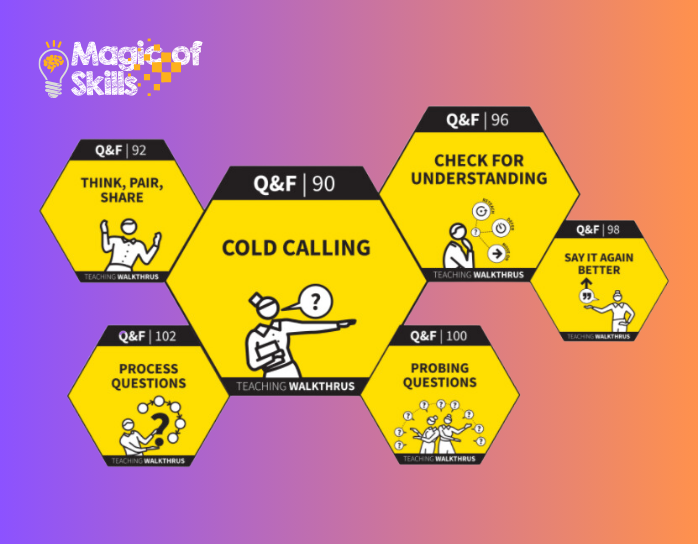 Magic of
Skills
Q&F | 92
THINK, PAIR,
SHARE
TEACHING WALKTHRUS
Q&F | 90
COLD CALLING
?
TEACHING WALKTHRUS
Q&F | 96
CHECK FOR
UNDERSTANDING
?
TEACHING WALKTHRUS
Q&F | 98
SAY IT AGAIN
BETTER
TEACHING WALKTHRUS
Q&F | 102
PROCESS
QUESTIONS
?
TEACHING WALKTHRUS
Q&F | 100
PROBING
QUESTIONS
? ? ? ? ? ? ? ? ? ?
TEACHING WALKTHRUS